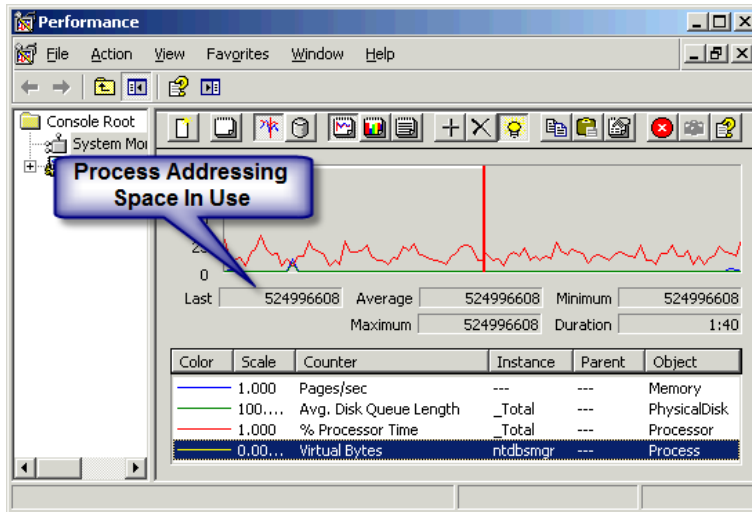 Performance
File Action View Favorites Window Help
Console Root
System Mo
Process Addressing
Space In Use
0
Last 524996608 Average 524996608 Minimum 524996608
Maximum 524996608 Duration 1:40
Color Scale Counter Instance Parent Object
1.000 Pages/sec --- --- Memory
100.... Avg. Disk Queue Length _Total --- PhysicalDisk
1.000 % Processor Time _Total --- Processor
0.00... Virtual Bytes ntdbsmgr --- Process